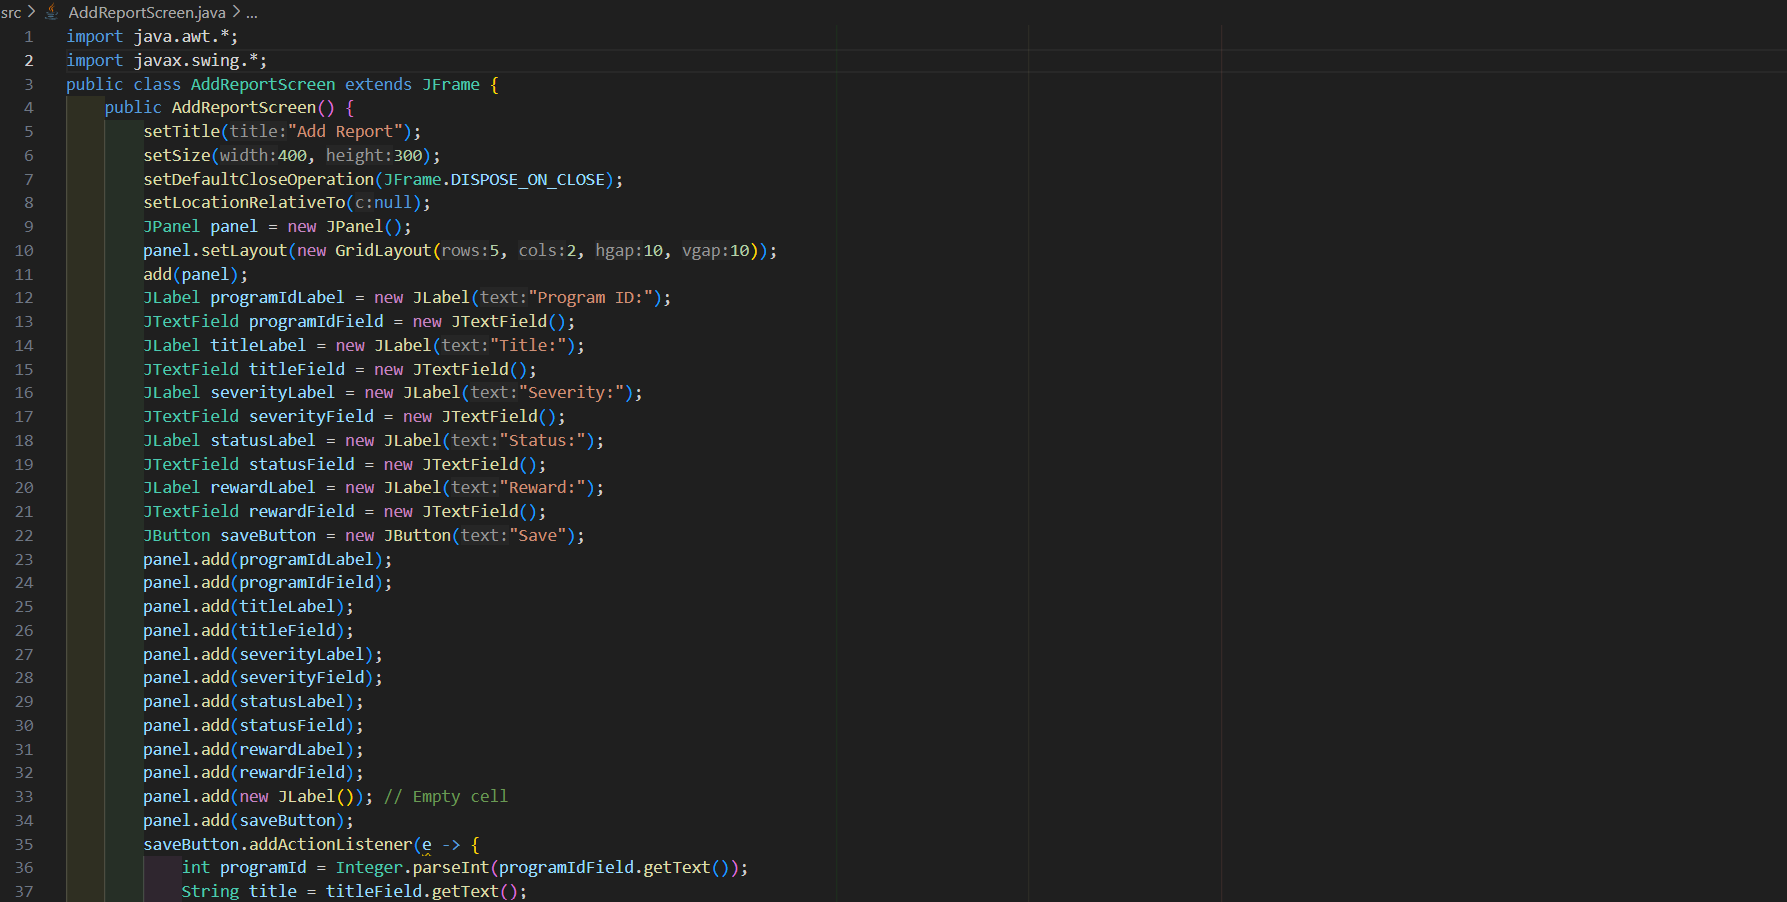 src > AddReportScreen.java > ...
1 import java.awt.*;
2 import javax.swing.*;
3 public class AddReportScreen extends JFrame {
4 public AddReportScreen() {
5 setTitle(title:"Add Report");
6 setSize(width:400, height:300);
7 setDefaultCloseOperation(JFrame.DISPOSE_ON_CLOSE);
8 setLocationRelativeTo(c:null);
9 JPanel panel = new JPanel();
10 panel.setLayout(new GridLayout(rows:5, cols:2, hgap:10, vgap:10));
11 add(panel);
12 JLabel programIdLabel = new JLabel(text:"Program ID:");
13 JTextField programIdField = new JTextField();
14 JLabel titleLabel = new JLabel(text:"Title:");
15 JTextField titleField = new JTextField();
16 JLabel severityLabel = new JLabel(text:"Severity:");
17 JTextField severityField = new JTextField();
18 JLabel statusLabel = new JLabel(text:"Status:");
19 JTextField statusField = new JTextField();
20 JLabel rewardLabel = new JLabel(text:"Reward:");
21 JTextField rewardField = new JTextField();
22 JButton saveButton = new JButton(text:"Save");
23 panel.add(programIdLabel);
24 panel.add(programIdField);
25 panel.add(titleLabel);
26 panel.add(titleField);
27 panel.add(severityLabel);
28 panel.add(severityField);
29 panel.add(statusLabel);
30 panel.add(statusField);
31 panel.add(rewardLabel);
32 panel.add(rewardField);
33 panel.add(new JLabel()); // Empty cell
34 panel.add(saveButton);
35 saveButton.addActionListener(e -> {
36 int programId = Integer.parseInt(programIdField.getText());
37 String title = titleField.getText();